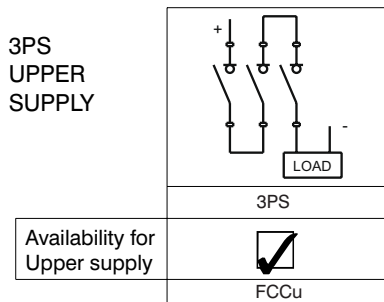 3PS
UPPER
SUPPLY
+
-
LOAD
3PS
Availability for
Upper supply
FCCu